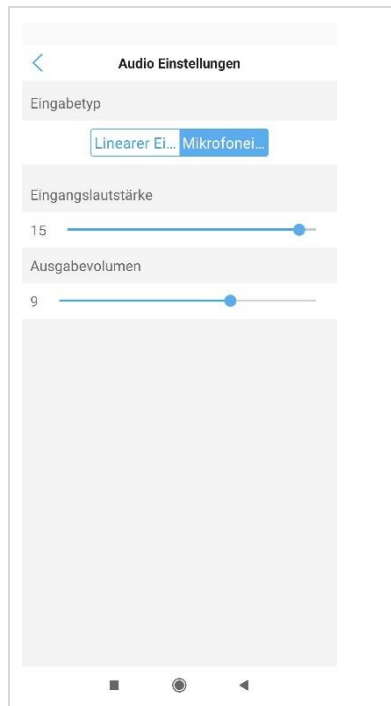 Audio Einstellungen
Eingabetyp
Linearer Ei... Mikrofonei...
Eingangslautstärke
15
Ausgabevolumen
9